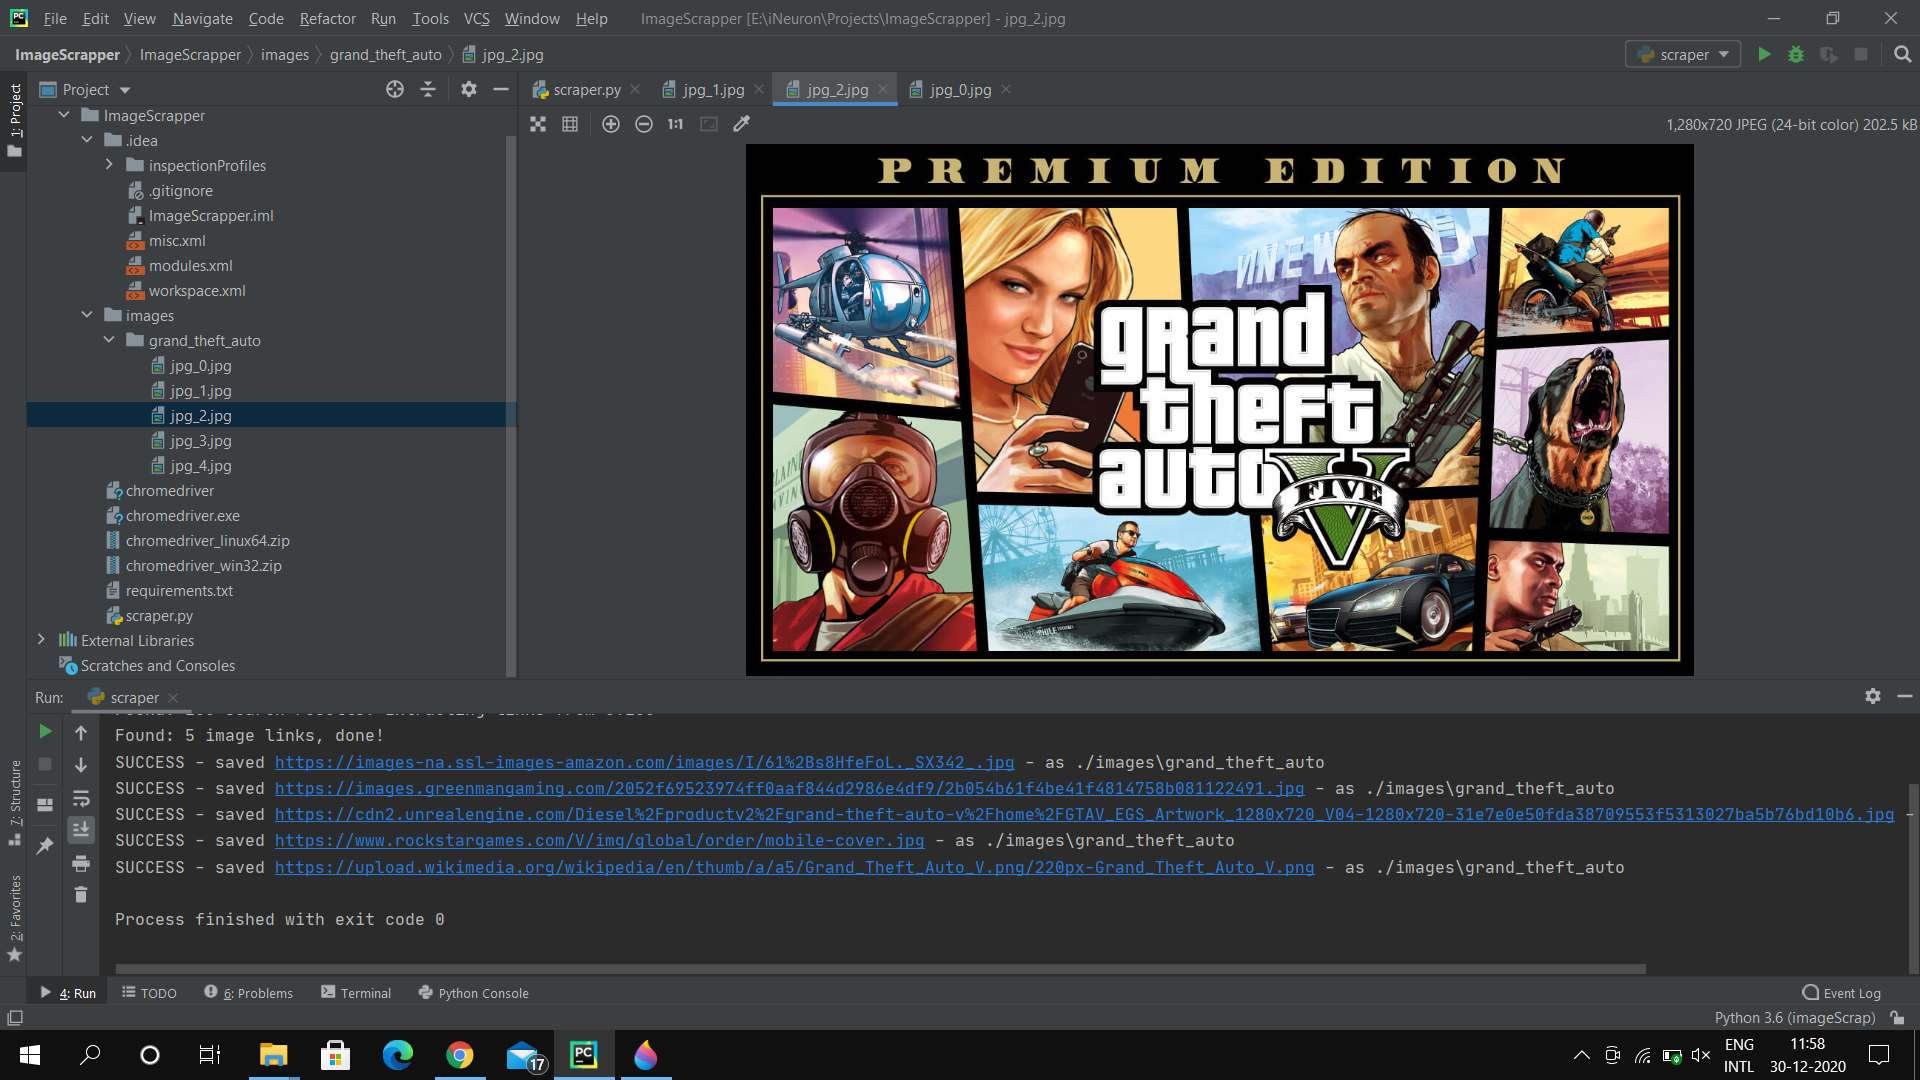 File Edit View Navigate Code Refactor Run Tools VCS Window Help ImageScrapper [E:\iNeuron\Projects\ImageScrapper] - jpg_2.jpg
ImageScrapper ImageScrapper images grand_theft_auto jpg_2.jpg scraper
1: Project
Project
ImageScrapper
.idea
inspectionProfiles
.gitignore
ImageScrapper.iml
misc.xml
modules.xml
workspace.xml
images
grand_theft_auto
jpg_0.jpg
jpg_1.jpg
jpg_2.jpg
jpg_3.jpg
jpg_4.jpg
chromedriver
chromedriver.exe
chromedriver_linux64.zip
chromedriver_win32.zip
requirements.txt
scraper.py
External Libraries
Scratches and Consoles
scraper.py jpg_1.jpg jpg_2.jpg jpg_0.jpg
1:1 1,280x720 JPEG (24-bit color) 202.5 kB
PREMIUM EDITION
VINEW
grand
theft
auto V
FIVE
Run: scraper
Found: 5 image links, done!
SUCCESS - saved https://images-na.ssl-images-amazon.com/images/I/61%2Bs8HfeFoL._SX342_.jpg - as ./images\grand_theft_auto
SUCCESS - saved https://images.greenmangaming.com/2052f69523974ff0aaf844d2986e4df9/2b054b61f4be41f4814758b081122491.jpg - as ./images\grand_theft_auto
SUCCESS - saved https://cdn2.unrealengine.com/Diesel%2Fproductv2%2Fgrand-theft-auto-v%2Fhome%2FGTAV_EGS_Artwork_1280x720_V04-1280x720-31e7e0e50fda38709553f5313027ba5b76bd10b6.jpg -
SUCCESS - saved https://www.rockstargames.com/V/img/global/order/mobile-cover.jpg - as ./images\grand_theft_auto
SUCCESS - saved https://upload.wikimedia.org/wikipedia/en/thumb/a/a5/Grand_Theft_Auto_V.png/220px-Grand_Theft_Auto_V.png - as ./images\grand_theft_auto
Process finished with exit code 0
7: Structure
2: Favorites
4: Run TODO 6: Problems Terminal Python Console Event Log
Python 3.6 (imageScrap)
PC
17
ENG
INTL
11:58
30-12-2020